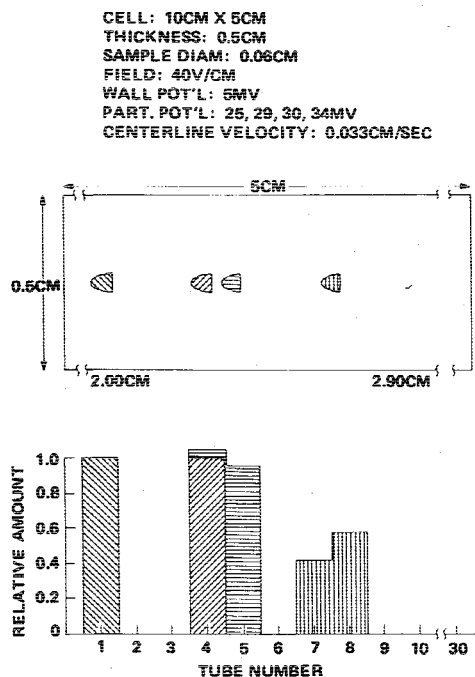 CELL: 10CM X 5CM
THICKNESS: 0.5CM
SAMPLE DIAM: 0.06CM
FIELD: 40V/CM
WALL POT'L: 5MV
PART. POT'L: 25, 29, 30, 34MV
CENTERLINE VELOCITY: 0.033CM/SEC
5CM
0.5CM
2.00CM 2.90CM
RELATIVE AMOUNT
1.0
0.8
0.6
0.4
0.2
0
1 2 3 4 5 6 7 8 9 10 30
TUBE NUMBER